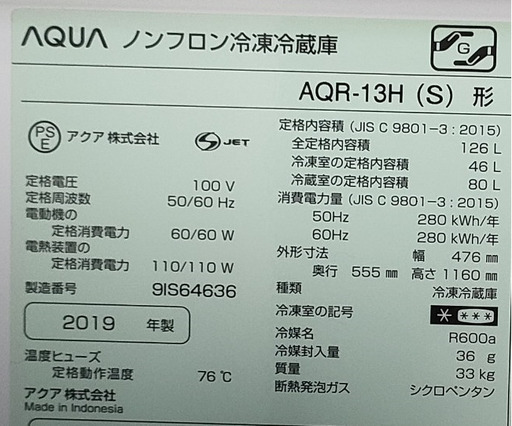 AQUA ノンフロン冷凍冷蔵庫
G
AQR-13H (S) 形
PS E アクア 株式会社
S JET
定格電圧 100 V
定格周波数 50/60 Hz
電動機の
定格消費電力 60/60 W
電熱装置の
定格消費電力 110/110 W
製造番号 9IS64636
2019 年製
温度ヒューズ
定格動作温度 76℃
アクア 株式会社
Made in Indonesia
定格内容積 (JIS C 9801-3 : 2015)
全定格内容積 126 L
冷凍室の定格内容積 46 L
冷蔵室の定格内容積 80 L
消費電力量 (JIS C 9801-3 : 2015)
50Hz 280 kWh/年
60Hz 280 kWh/年
外形寸法 幅 476 ㎜
奥行 555 ㎜ 高さ 1160 ㎜
種類 冷凍冷蔵庫
冷凍室の記号 * ***
冷媒名 R600a
冷媒封入量 36 g
質量 33 kg
断熱発泡ガス シクロペンタン